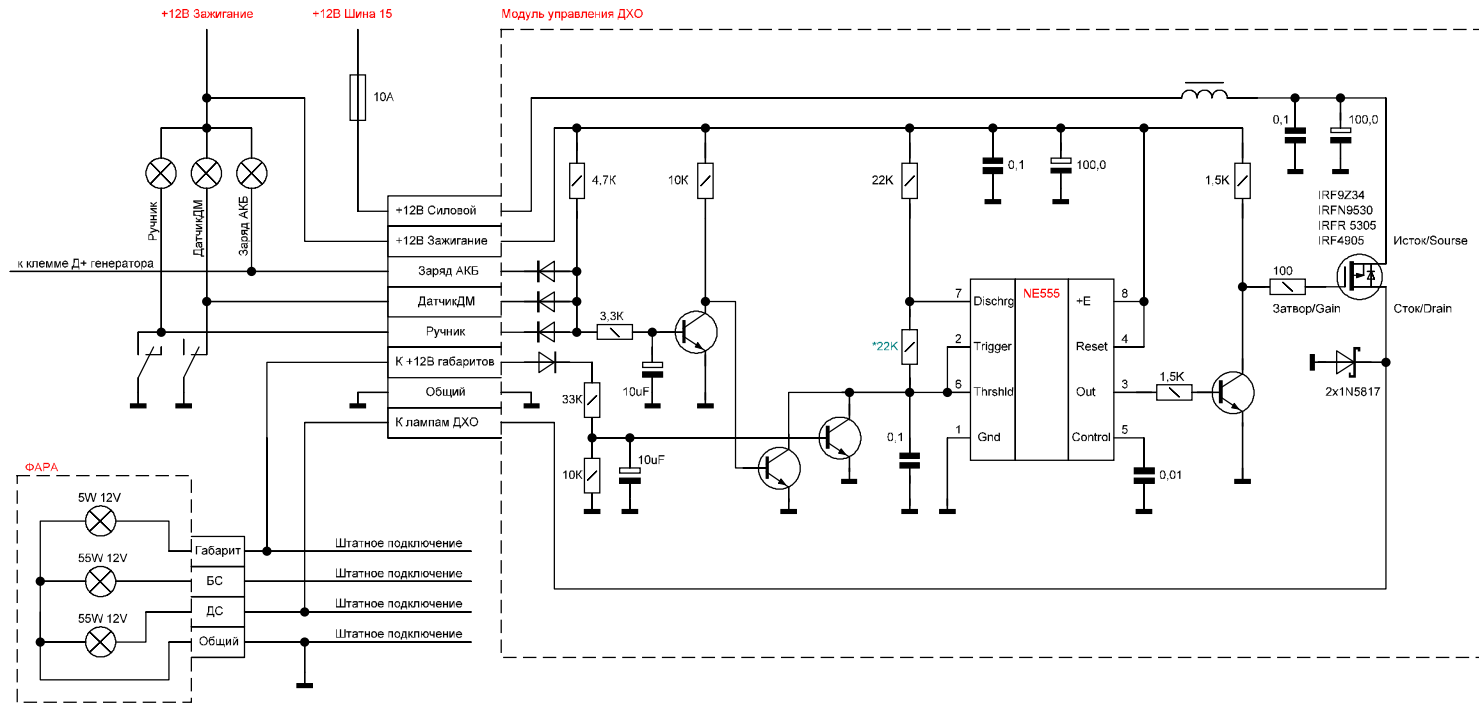 +12В Зажигание
+12В Шина 15
Модуль управления ДХО
10А
0,1
100,0
4,7К
10К
22К
0,1
100,0
1,5К
IRF9Z34
IRFN9530
IRFR 5305
IRF4905
Ручник
ДатчикДМ
Заряд АКБ
+12В Силовой
+12В Зажигание
Исток/Sourse
к клемме Д+ генератора
Заряд АКБ
100
NE555
7 Dischrg
+E 8
ДатчикДМ
Затвор/Gain
Сток/Drain
3,3К
Ручник
*22К
2 Trigger
Reset 4
К +12В габаритов
10uF
1,5К
2x1N5817
Общий
33К
6 Thrshld
Out 3
К лампам ДХО
0,1
1 Gnd
Control 5
10К
10uF
0,01
ФАРА
5W 12V
Габарит
Штатное подключение
55W 12V
БС
Штатное подключение
55W 12V
ДС
Штатное подключение
Общий
Штатное подключение